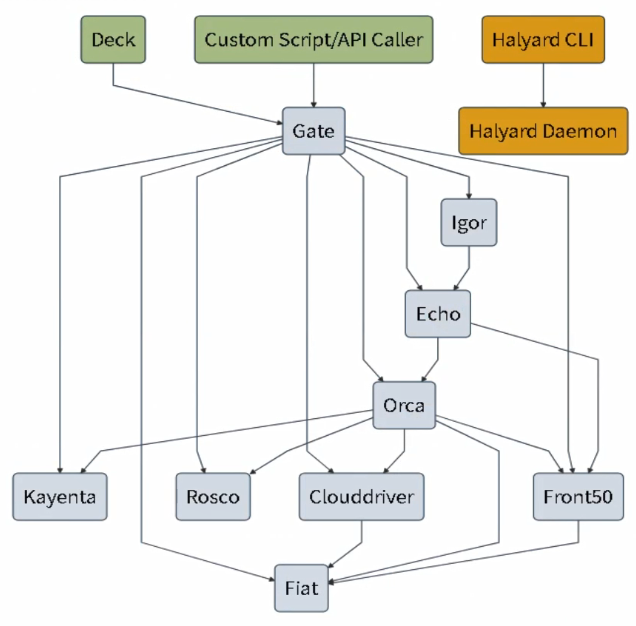 Deck
Custom Script/API Caller
Halyard CLI
Gate
Halyard Daemon
Igor
Echo
Orca
Kayenta
Rosco
Clouddriver
Front50
Fiat